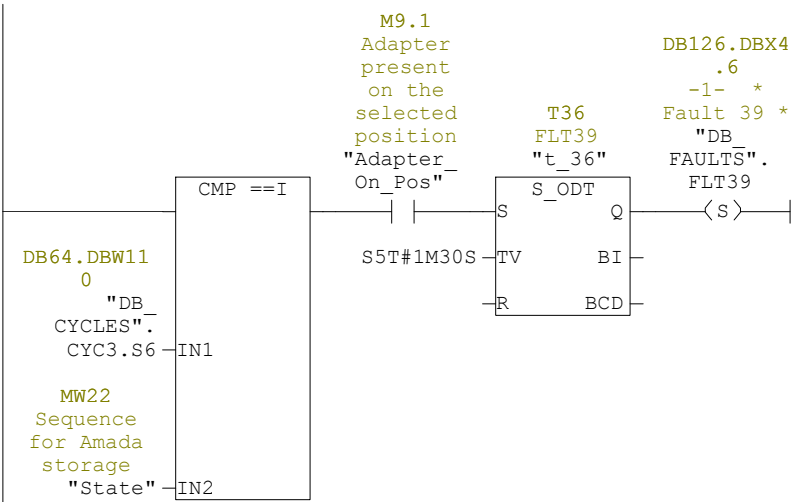 M9.1
Adapter
present
on the
selected
position
"Adapter_
On_Pos"
DB126.DBX4
.6
-1-  *
Fault 39 *
"DB_
FAULTS".
FLT39
T36
FLT39
"t_36"
CMP ==I
S_ODT
S
Q
(S)
S5T#1M30S
TV
BI
R
BCD
DB64.DBW11
0
"DB_
CYCLES".
CYC3.S6
IN1
MW22
Sequence
for Amada
storage
"State"
IN2